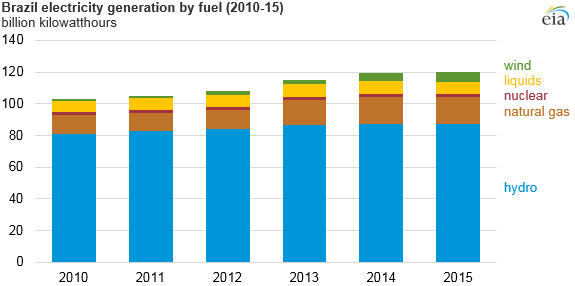 Brazil electricity generation by fuel (2010-15)
billion kilowatthours
eia
140
120
100
80
60
40
20
0
wind
liquids
nuclear
natural gas
hydro
2010 2011 2012 2013 2014 2015